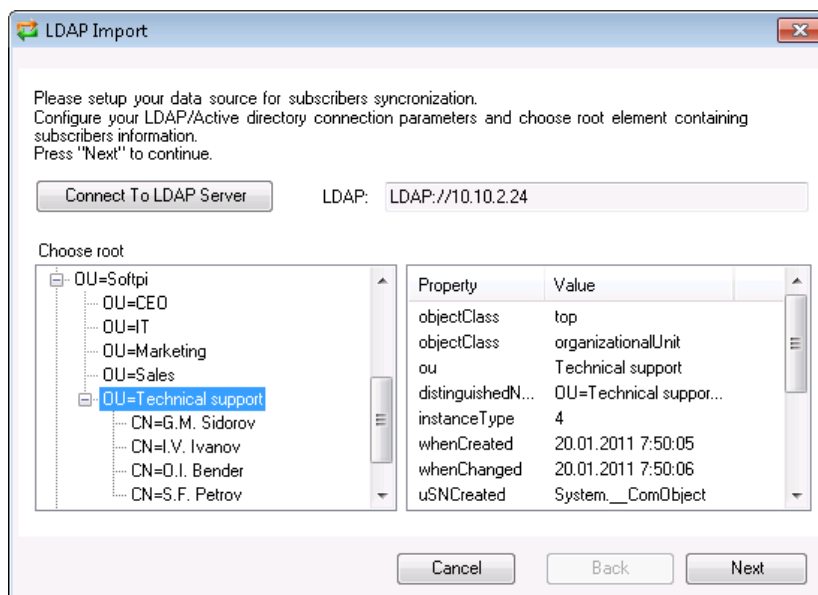 LDAP Import
Please setup your data source for subscribers syncronization.
Configure your LDAP/Active directory connection parameters and choose root element containing
subscribers information.
Press "Next" to continue.
Connect To LDAP Server LDAP: LDAP://10.10.2.24
Choose root
OU=Softpi
OU=CEO
OU=IT
OU=Marketing
OU=Sales
OU=Technical support
CN=G.M. Sidorov
CN=I.V. Ivanov
CN=O.I. Bender
CN=S.F. Petrov
Property Value
objectClass top
objectClass organizationalUnit
ou Technical support
distinguishedN... OU=Technical suppor...
instanceType 4
whenCreated 20.01.2011 7:50:05
whenChanged 20.01.2011 7:50:06
uSNCreated System.__ComObject
Cancel Back Next